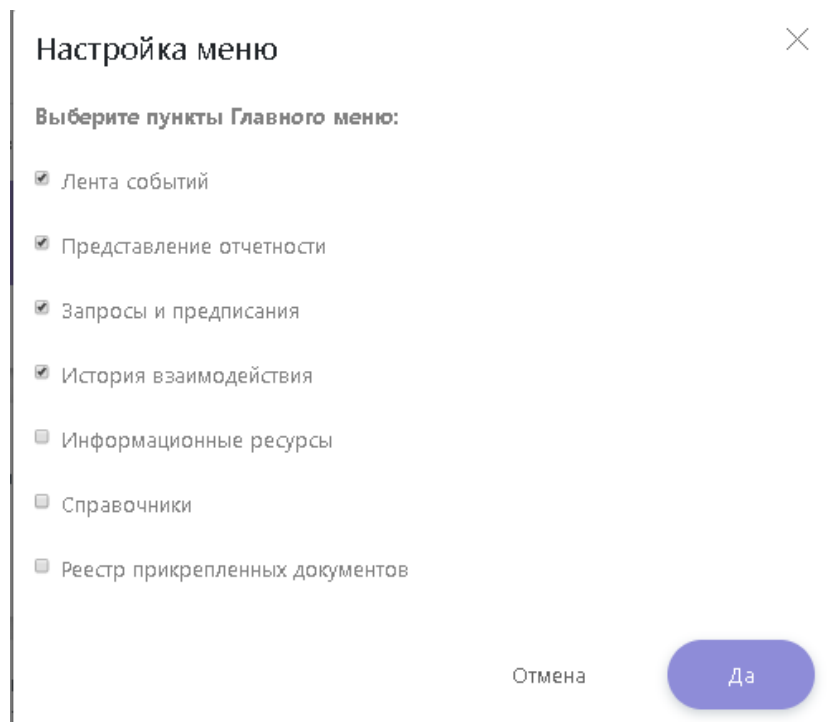 Настройка меню
Выберите пункты Главного меню:
Лента событий
Представление отчетности
Запросы и предписания
История взаимодействия
Информационные ресурсы
Справочники
Реестр прикрепленных документов
Отмена Да